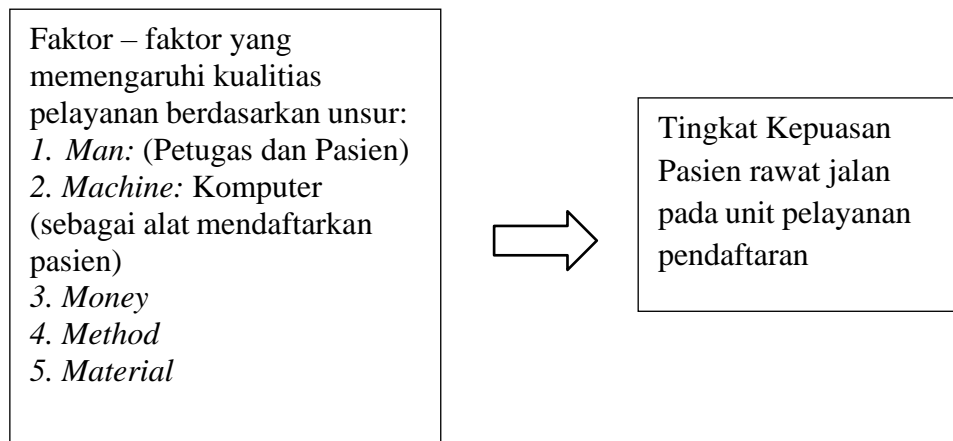 Faktor – faktor yang
memengaruhi kualitias
pelayanan berdasarkan unsur:
1. Man: (Petugas dan Pasien)
2. Machine: Komputer
(sebagai alat mendaftarkan
pasien)
3. Money
4. Method
5. Material
Tingkat Kepuasan
Pasien rawat jalan
pada unit pelayanan
pendaftaran